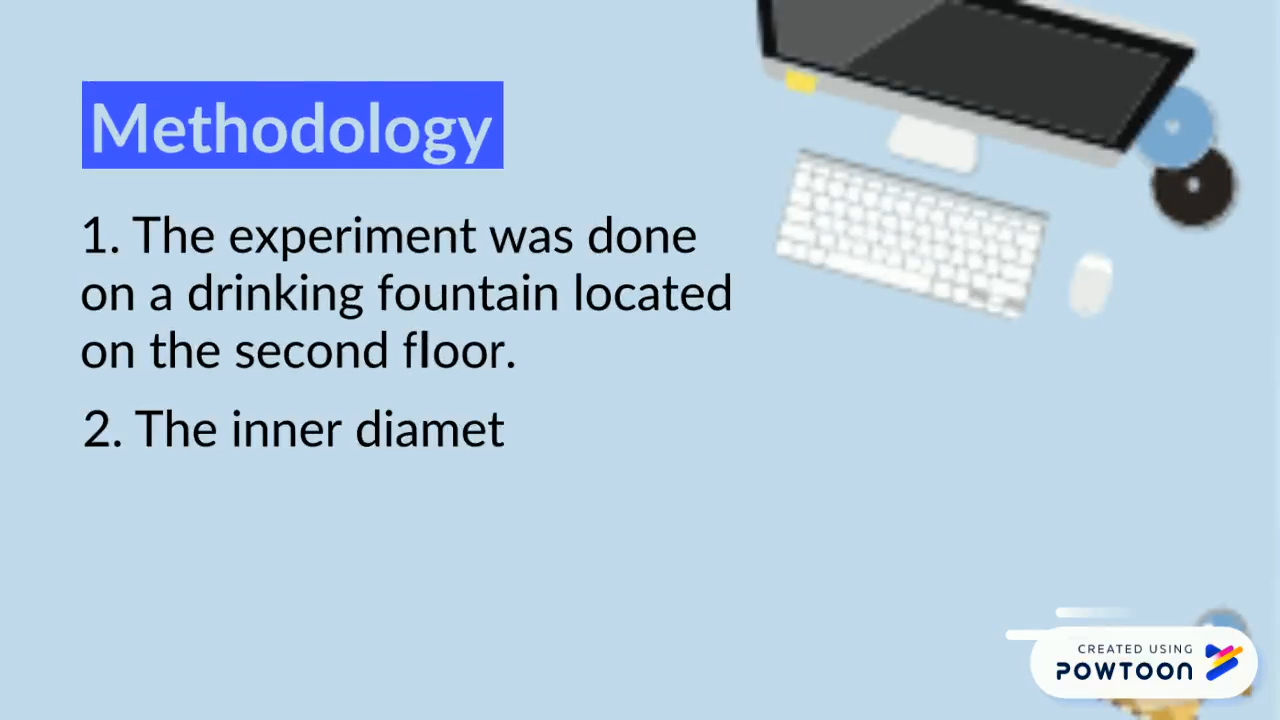 Methodology
1. The experiment was done
on a drinking fountain located
on the second floor.
2. The inner diamet
CREATED USING
POWTOON